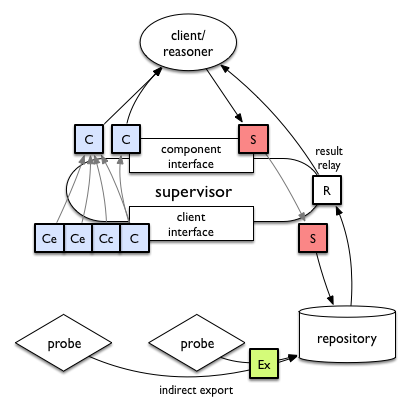 client/
reasoner
C
C
S
component
interface
result
relay
supervisor
R
client
interface
Ce
Ce
Cc
C
S
probe
probe
repository
Ex
indirect export